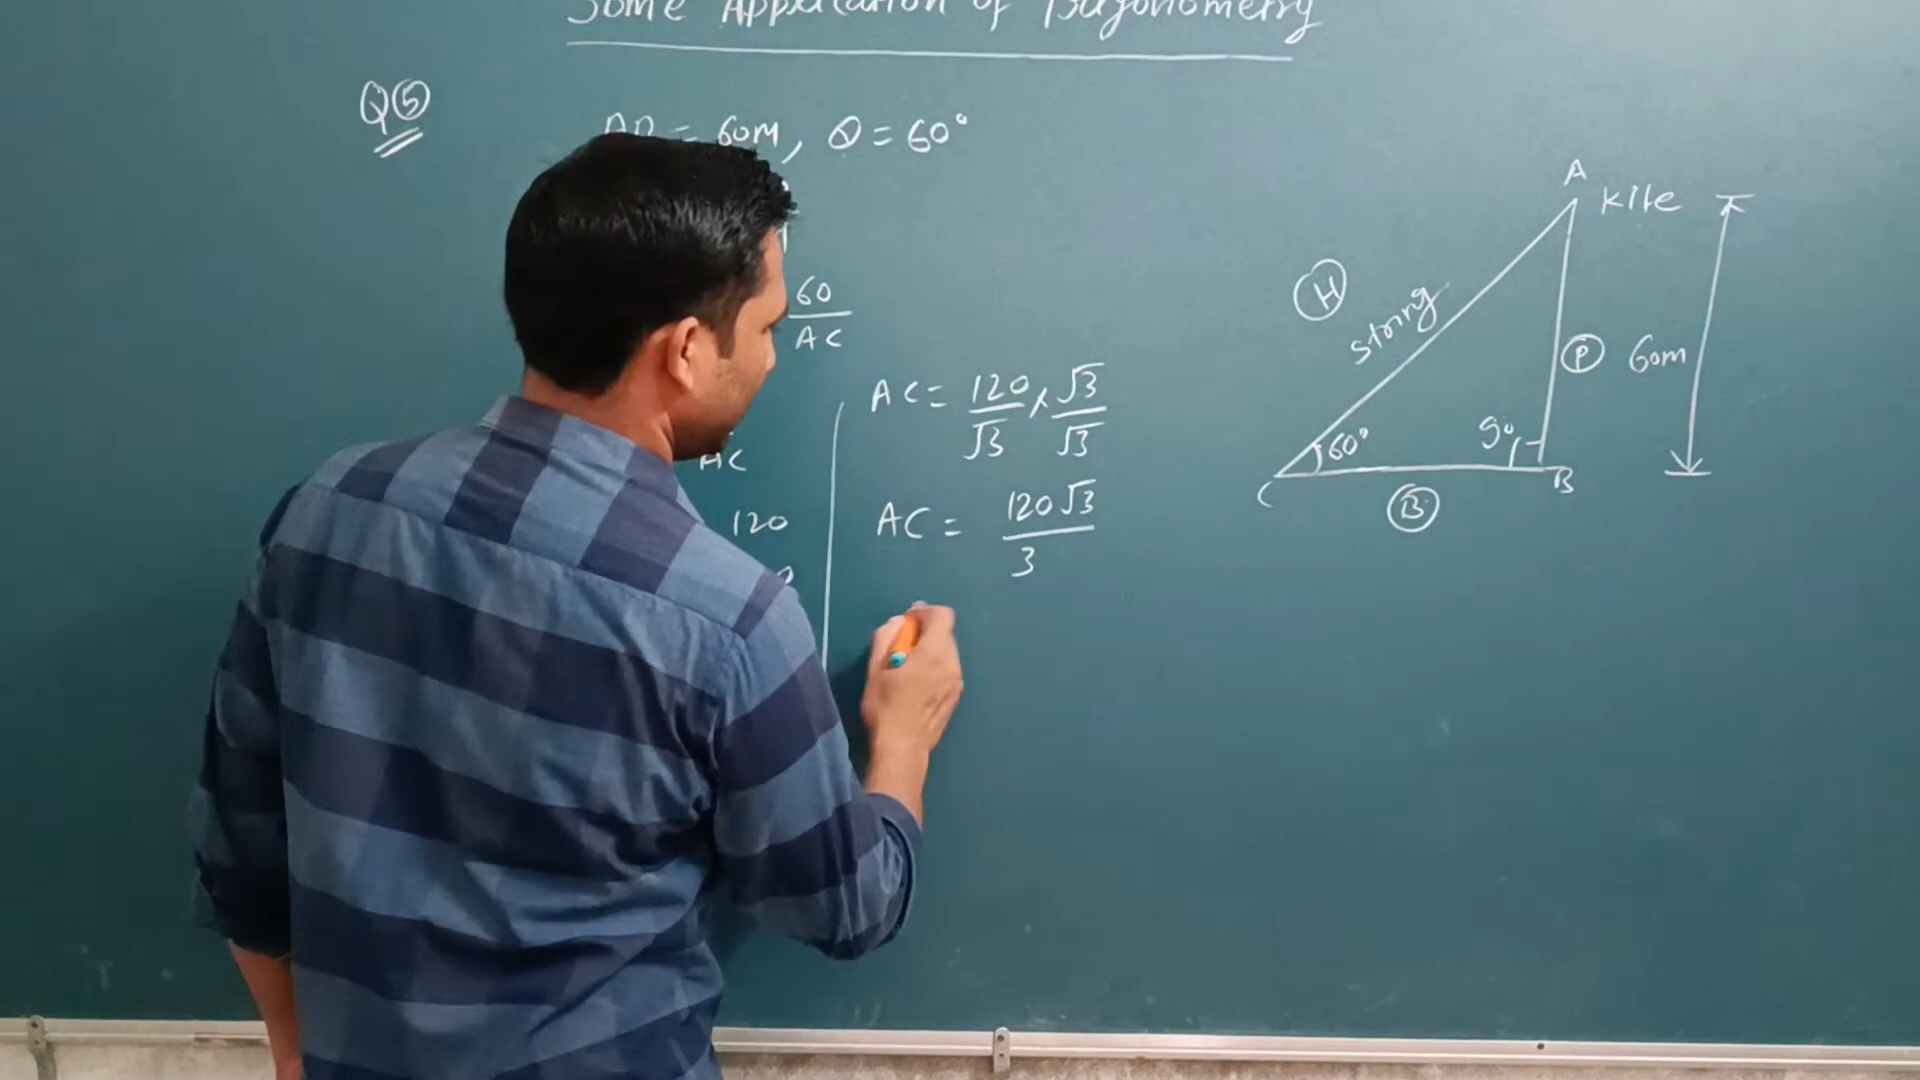 Some Application of Trigonometry
Q5
= 60m, θ = 60°
60
AC
AC
120
AC = 120/√3 × √3/√3
AC = 120√3/3
A
kite
H
string
P
60m
60°
90°
C
B
B